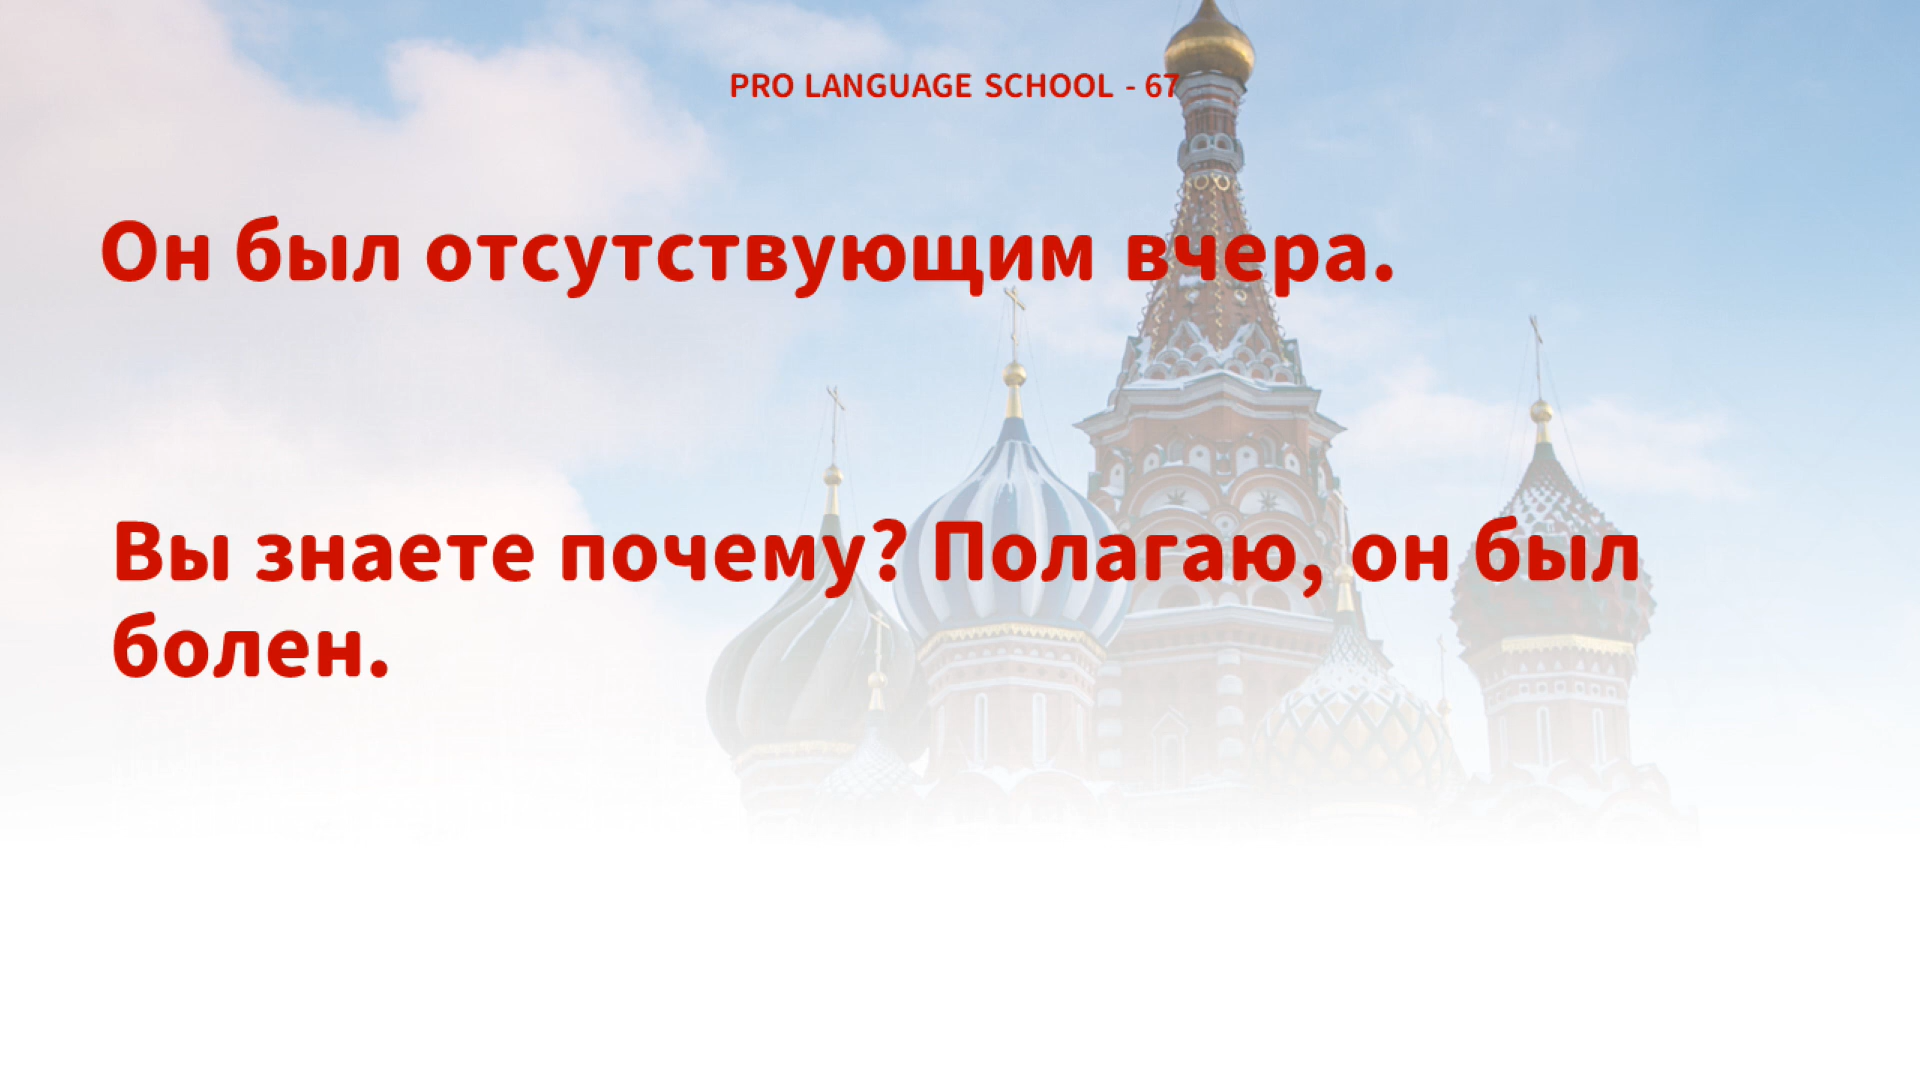 PRO LANGUAGE SCHOOL - 67
Он был отсутствующим вчера.
Вы знаете почему? Полагаю, он был
болен.